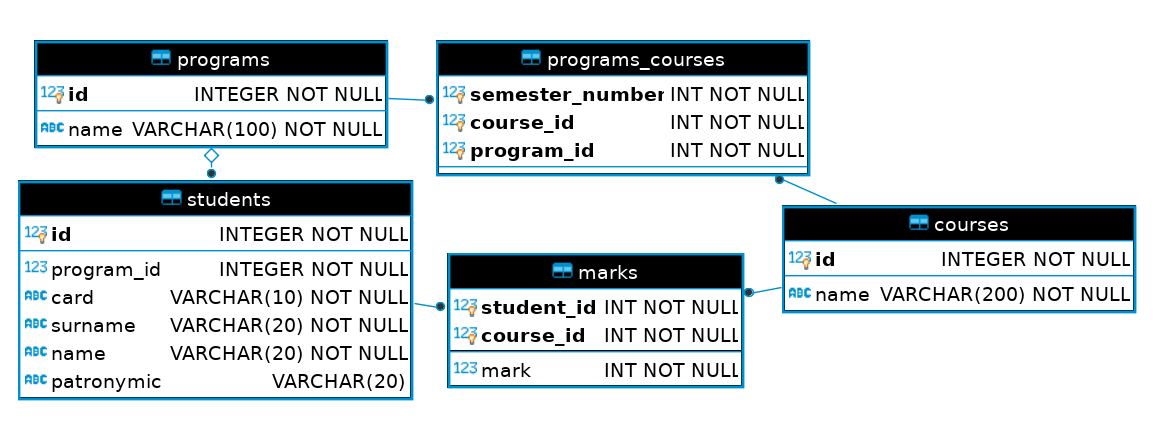 programs
123 id INTEGER NOT NULL
ABC name VARCHAR(100) NOT NULL
programs_courses
123 semester_number INT NOT NULL
123 course_id INT NOT NULL
123 program_id INT NOT NULL
students
123 id INTEGER NOT NULL
123 program_id INTEGER NOT NULL
ABC card VARCHAR(10) NOT NULL
ABC surname VARCHAR(20) NOT NULL
ABC name VARCHAR(20) NOT NULL
ABC patronymic VARCHAR(20)
marks
123 student_id INT NOT NULL
123 course_id INT NOT NULL
123 mark INT NOT NULL
courses
123 id INTEGER NOT NULL
ABC name VARCHAR(200) NOT NULL